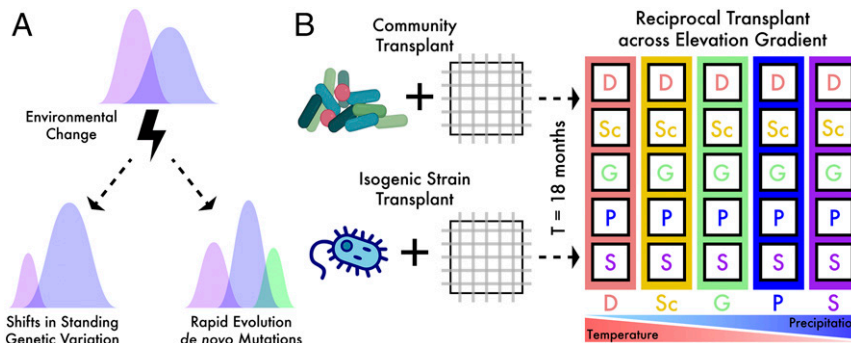 A
Environmental
Change
Shifts in Standing
Genetic Variation
Rapid Evolution
de novo Mutations
B
Community
Transplant
Isogenic Strain
Transplant
T = 18 months
Reciprocal Transplant
across Elevation Gradient
D D D D D
Sc Sc Sc Sc Sc
G G G G G
P P P P P
S S S S S
D Sc G P S
Precipitation
Temperature